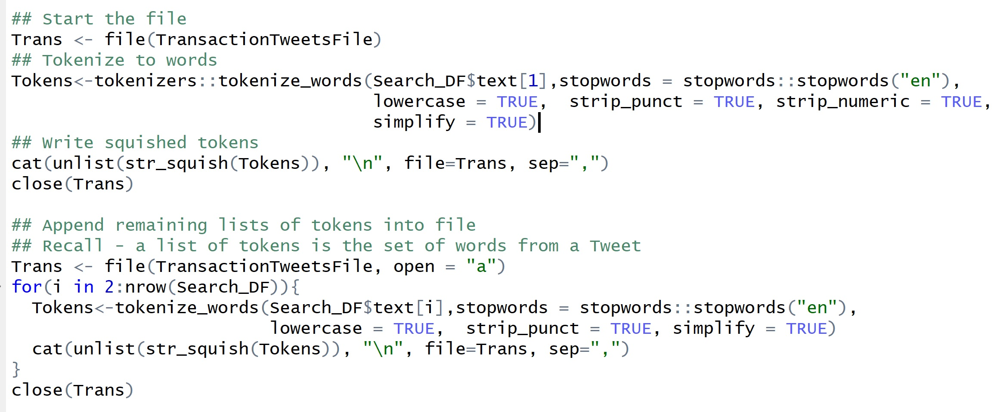 ## Start the file
Trans <- file(TransactionTweetsFile)
## Tokenize to words
Tokens<-tokenizers::tokenize_words(Search_DF$text[1],stopwords = stopwords::stopwords("en"),
lowercase = TRUE,  strip_punct = TRUE, strip_numeric = TRUE,
simplify = TRUE)
## Write squished tokens
cat(unlist(str_squish(Tokens)), "\n", file=Trans, sep=",")
close(Trans)
## Append remaining lists of tokens into file
## Recall - a list of tokens is the set of words from a Tweet
Trans <- file(TransactionTweetsFile, open = "a")
for(i in 2:nrow(Search_DF)){
Tokens<-tokenize_words(Search_DF$text[i],stopwords = stopwords::stopwords("en"),
lowercase = TRUE,  strip_punct = TRUE, simplify = TRUE)
cat(unlist(str_squish(Tokens)), "\n", file=Trans, sep=",")
}
close(Trans)